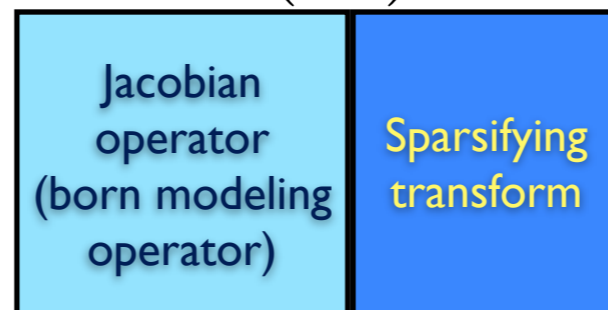 Jacobian
operator
(born modeling
operator)
Sparsifying
transform